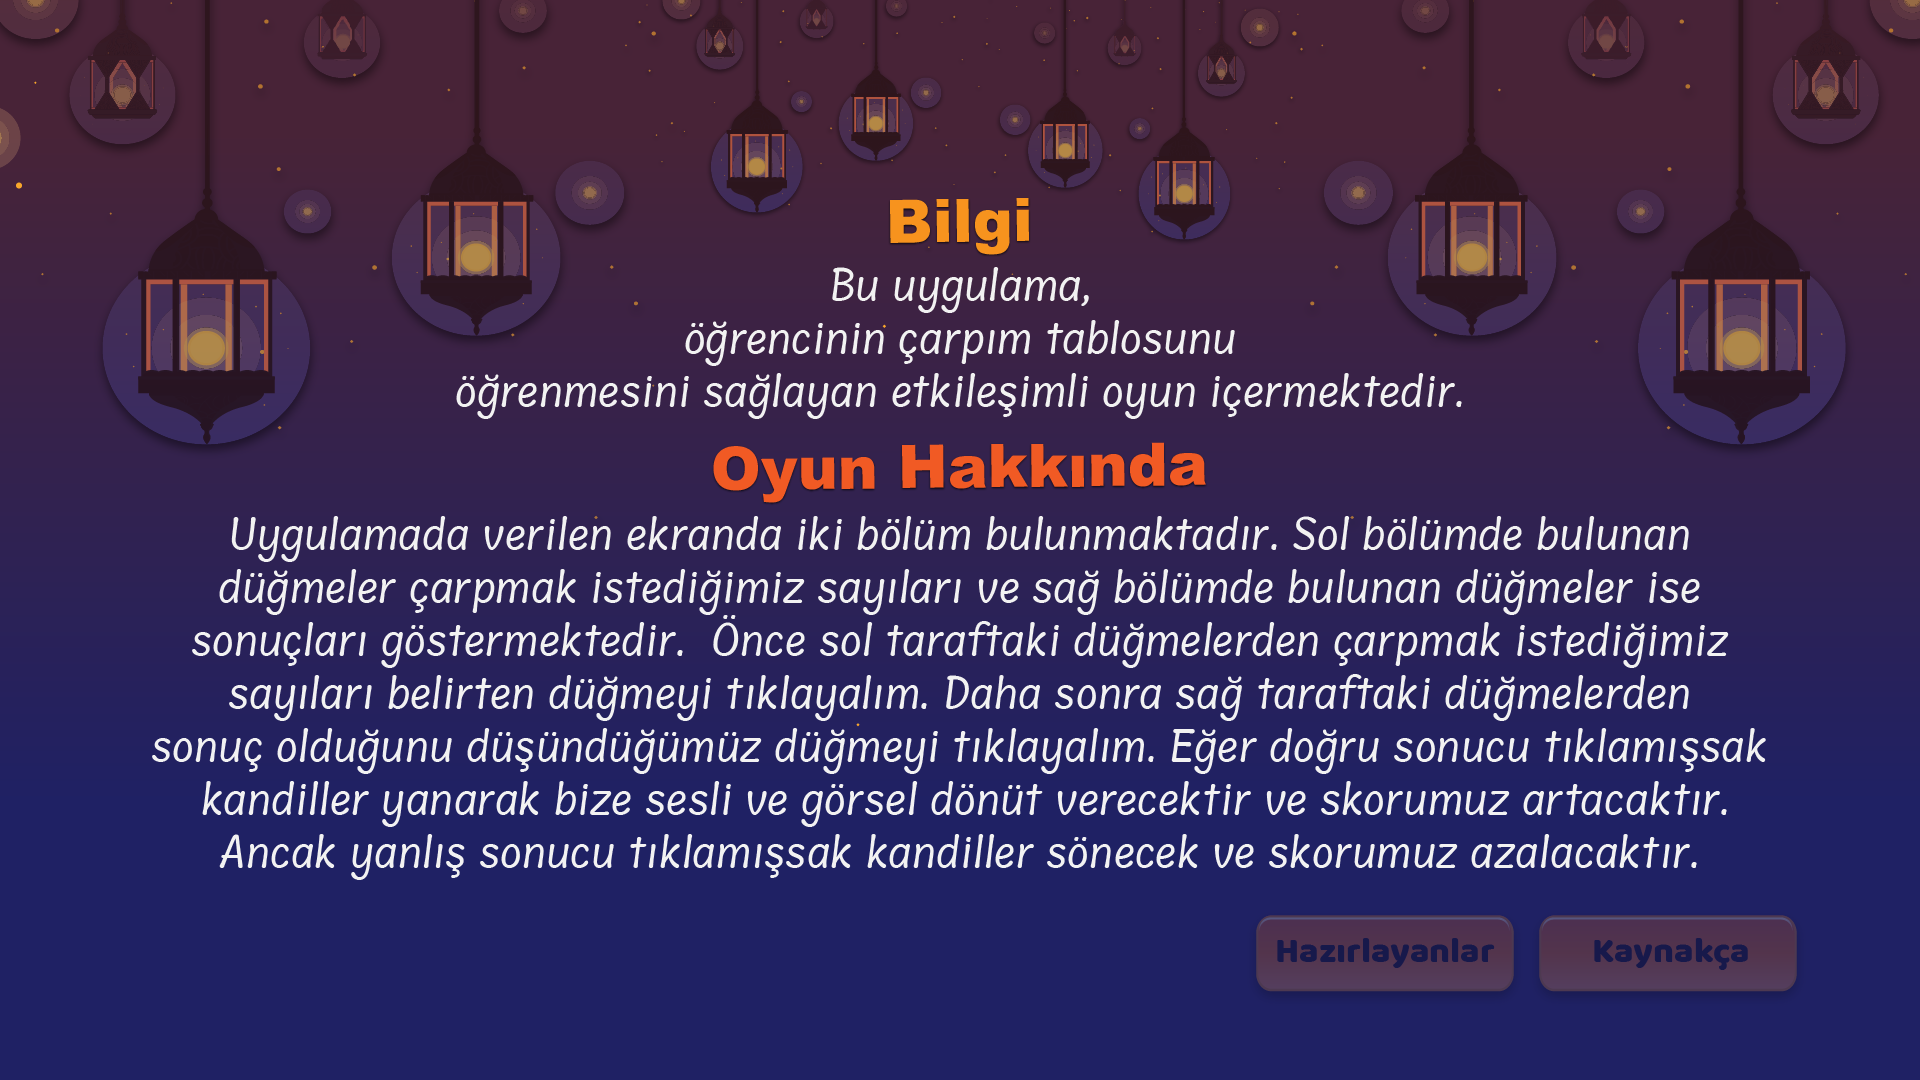 Bilgi
Bu uygulama,
öğrencinin çarpım tablosunu
öğrenmesini sağlayan etkileşimli oyun içermektedir.
Oyun Hakkında
Uygulamada verilen ekranda iki bölüm bulunmaktadır. Sol bölümde bulunan
düğmeler çarpmak istediğimiz sayıları ve sağ bölümde bulunan düğmeler ise
sonuçları göstermektedir.  Önce sol taraftaki düğmelerden çarpmak istediğimiz
sayıları belirten düğmeyi tıklayalım. Daha sonra sağ taraftaki düğmelerden
sonuç olduğunu düşündüğümüz düğmeyi tıklayalım. Eğer doğru sonucu tıklamışsak
kandiller yanarak bize sesli ve görsel dönüt verecektir ve skorumuz artacaktır.
Ancak yanlış sonucu tıklamışsak kandiller sönecek ve skorumuz azalacaktır.
Hazırlayanlar
Kaynakça